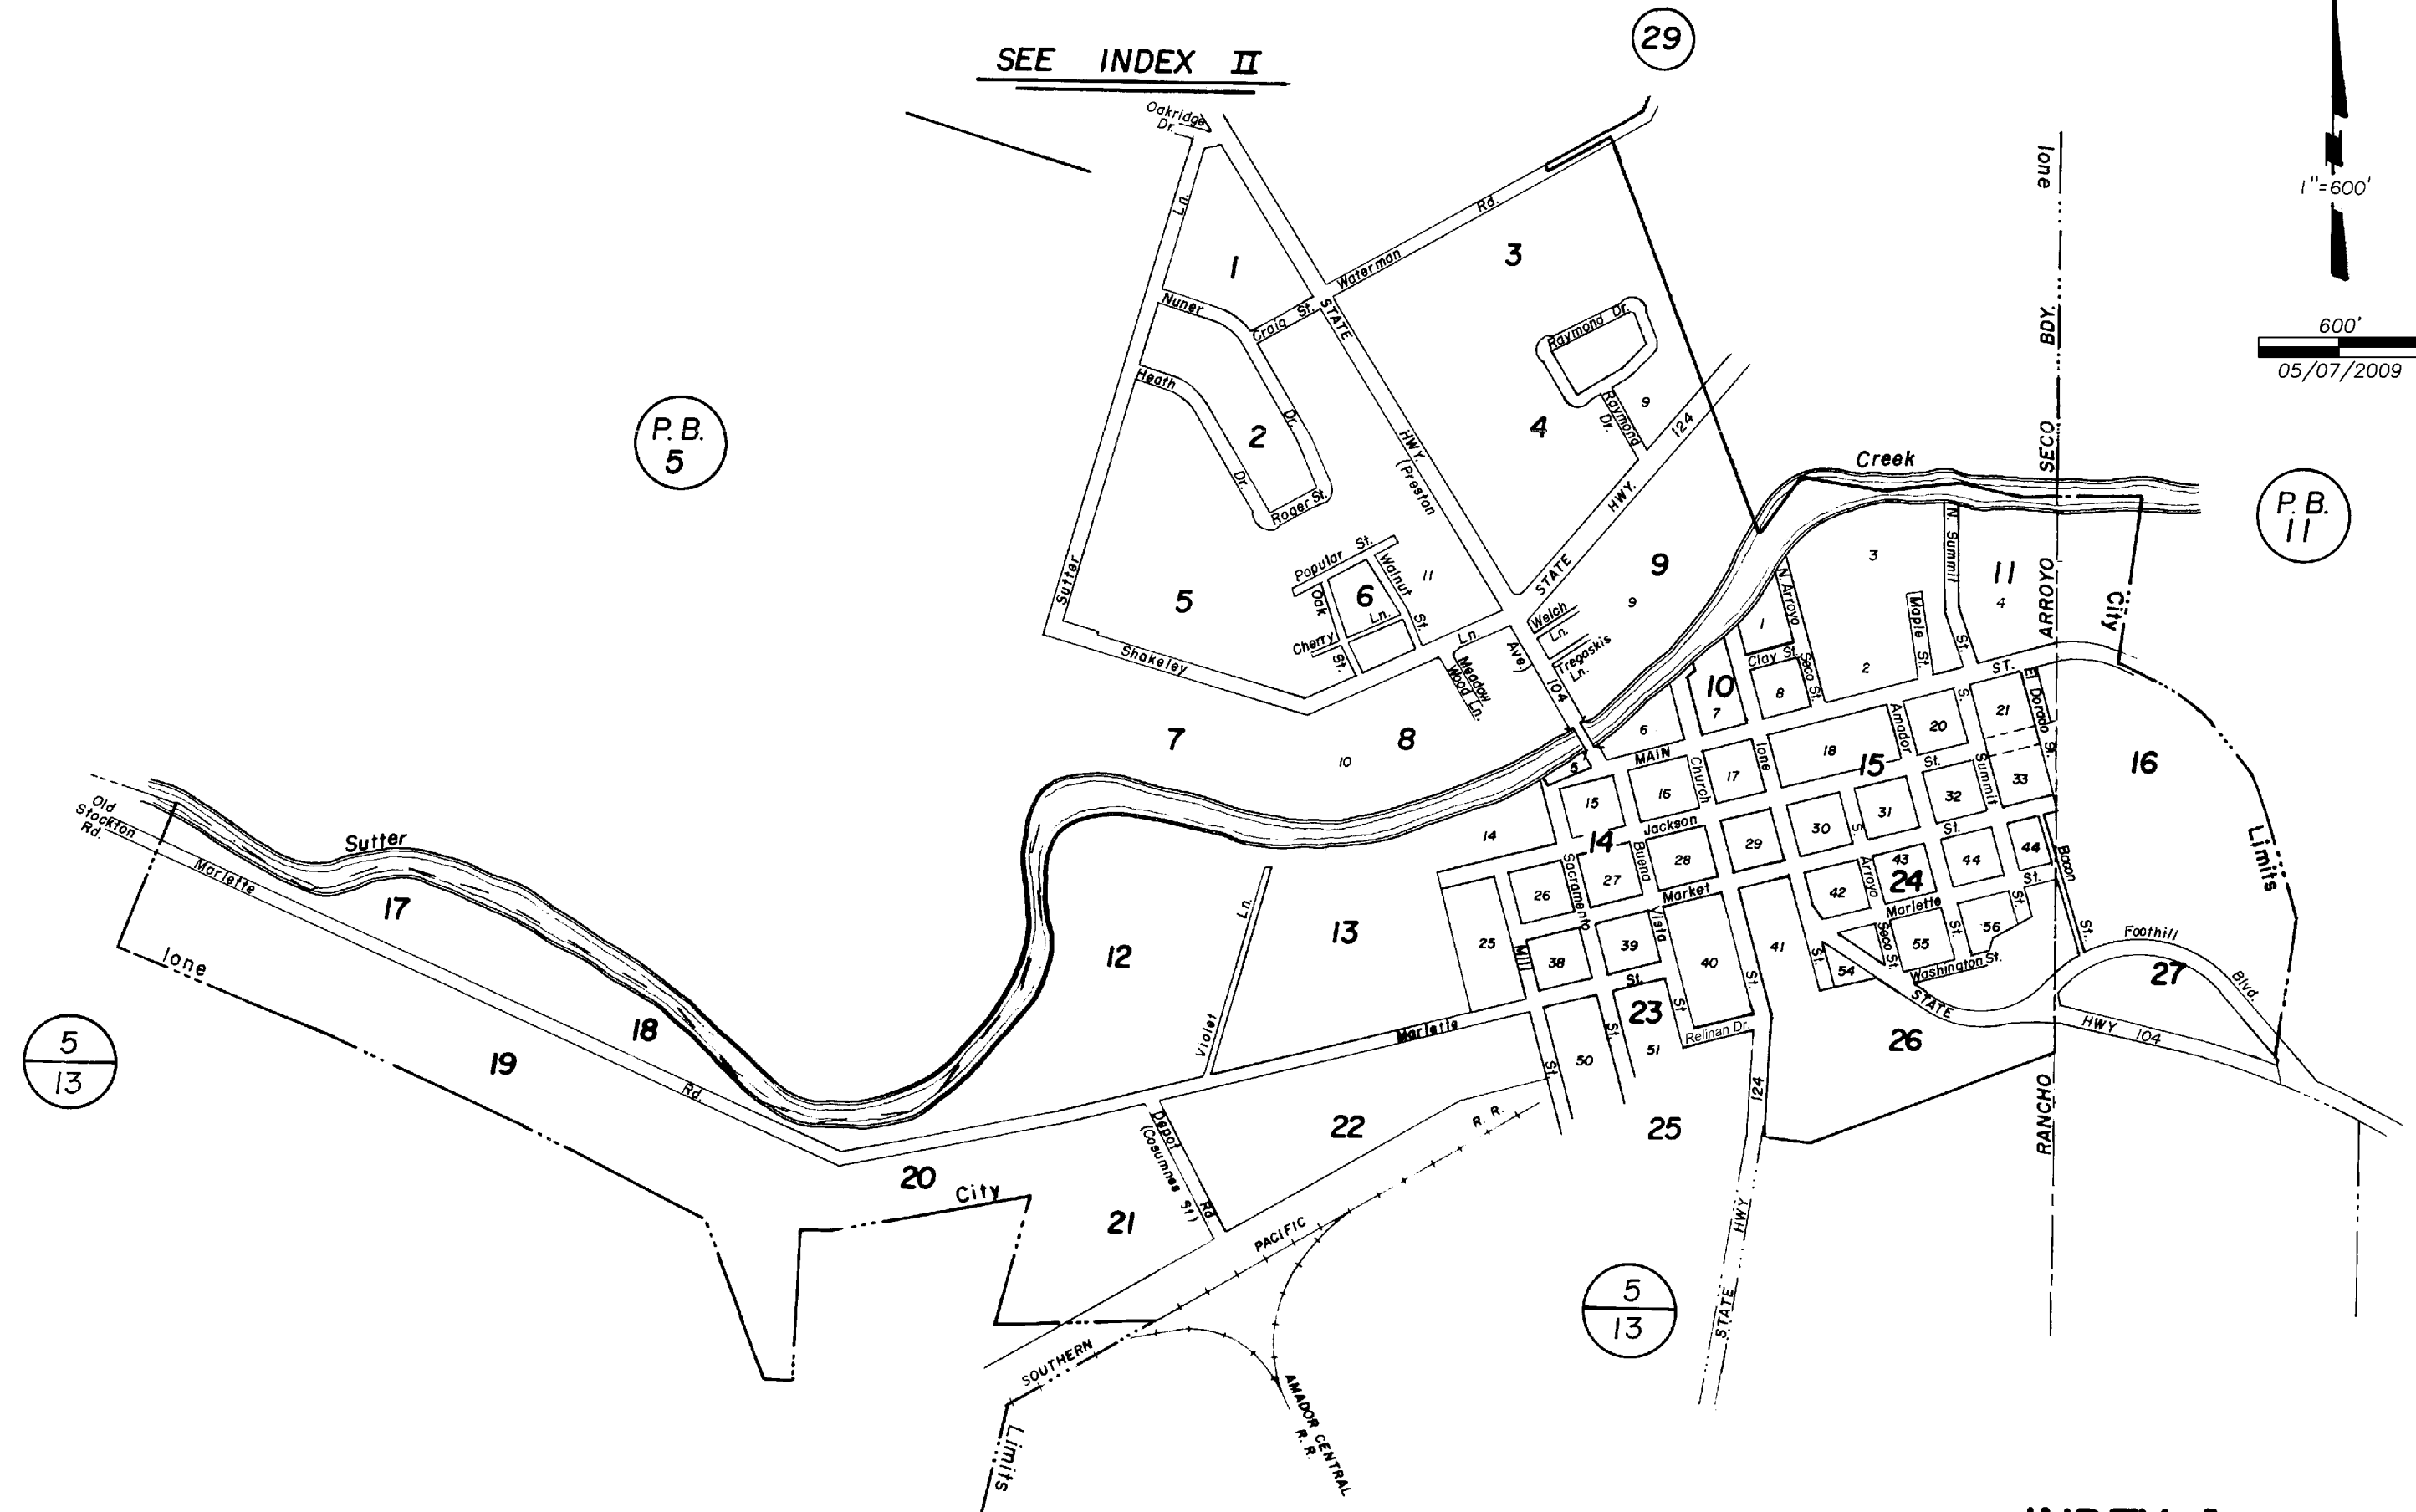 SEE INDEX II
29
1"=600'
600'
05/07/2009
Oakridge
Dr.
Ln.
Rd.
Waterman
1
3
Nuner
Craig St.
STATE
Raymond Dr.
Raymond
Dr.
9
124
Heath
2
Dr.
4
HWY.
(Preston
P. B.
5
Dr.
Roger St.
HWY.
Ione
BDY.
SECO
Creek
P. B.
11
Popular St.
Walnut
11
STATE
9
3
N. Summit
11
ARROYO
City
Sutter
5
6
Oak
Ln.
St.
Cherry
St.
Ln.
Welch
Ln.
9
N. Arroyo
1
Maple
St.
4
St.
Shakeley
Meadow
Wood Ln.
Ave)
Tregaskis
Ln.
104
Clay St.
Seco St.
2
ST.
El Dorado
10
7
8
S.
21
Amador
20
7
8
10
6
MAIN
Ione
18
15
St.
16
5
Church
17
Summit
33
15
16
32
Old
Stockton
Rd.
Sutter
14
Jackson
14
30
31
S.
St.
Marlette
Buena
28
29
43
44
44
Limits
17
Sacramento
26
27
Market
42
Arroyo
24
St.
Bacon
Ln.
Marlette
St.
13
Vista
56
25
39
41
Seco
St.
55
St.
St.
Foothill
Ione
12
Mill
38
40
St.
54
Washington St.
27
Blvd.
St.
St.
STATE
18
Violet
Marlette
23
St
St.
Relihan Dr.
HWY 104
5
13
19
50
51
26
Rd.
St.
124
RANCHO
Depot
(Cosumnes St)
Rd
22
R. R.
25
20
City
21
PACIFIC
HWY
STATE
5
13
SOUTHERN
AMADOR CENTRAL
R. R.
Limits